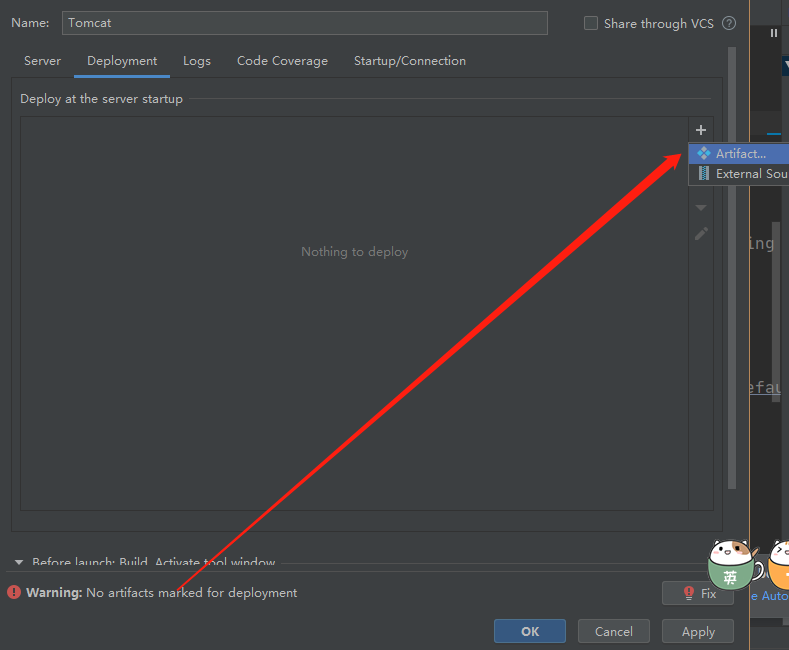 Name: Tomcat Share through VCS ?
Server Deployment Logs Code Coverage Startup/Connection
Deploy at the server startup
Artifact...
External Sou
ing
Nothing to deploy
efau
Before launch: Build, Activate tool window
英
Warning: No artifacts marked for deployment
Fix
e Auto
OK Cancel Apply